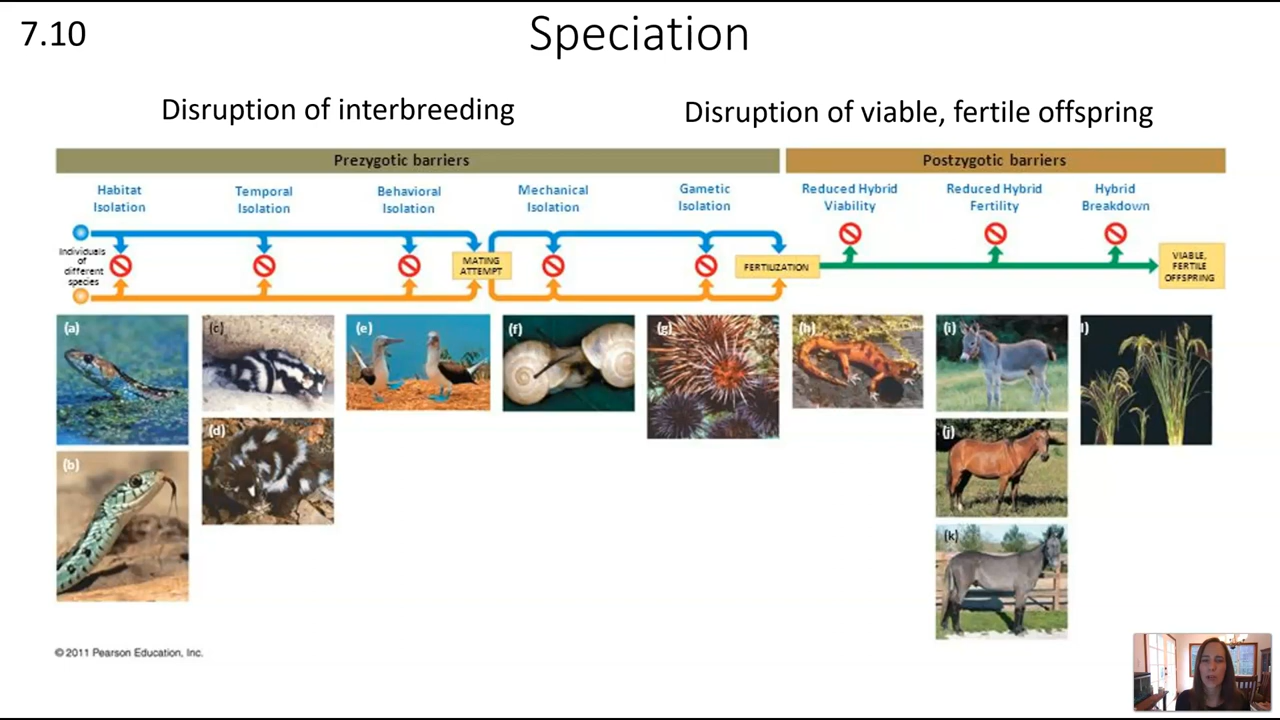 7.10
Speciation
Disruption of interbreeding
Disruption of viable, fertile offspring
Prezygotic barriers
Postzygotic barriers
Habitat
Isolation
Temporal
Isolation
Behavioral
Isolation
Mechanical
Isolation
Gametic
Isolation
Reduced Hybrid
Viability
Reduced Hybrid
Fertility
Hybrid
Breakdown
Individuals
of
different
species
MATING
ATTEMPT
FERTILIZATION
VIABLE,
FERTILE
OFFSPRING
(a)
(c)
(e)
(f)
(g)
(h)
(i)
l)
(d)
(j)
(b)
(k)
© 2011 Pearson Education, Inc.